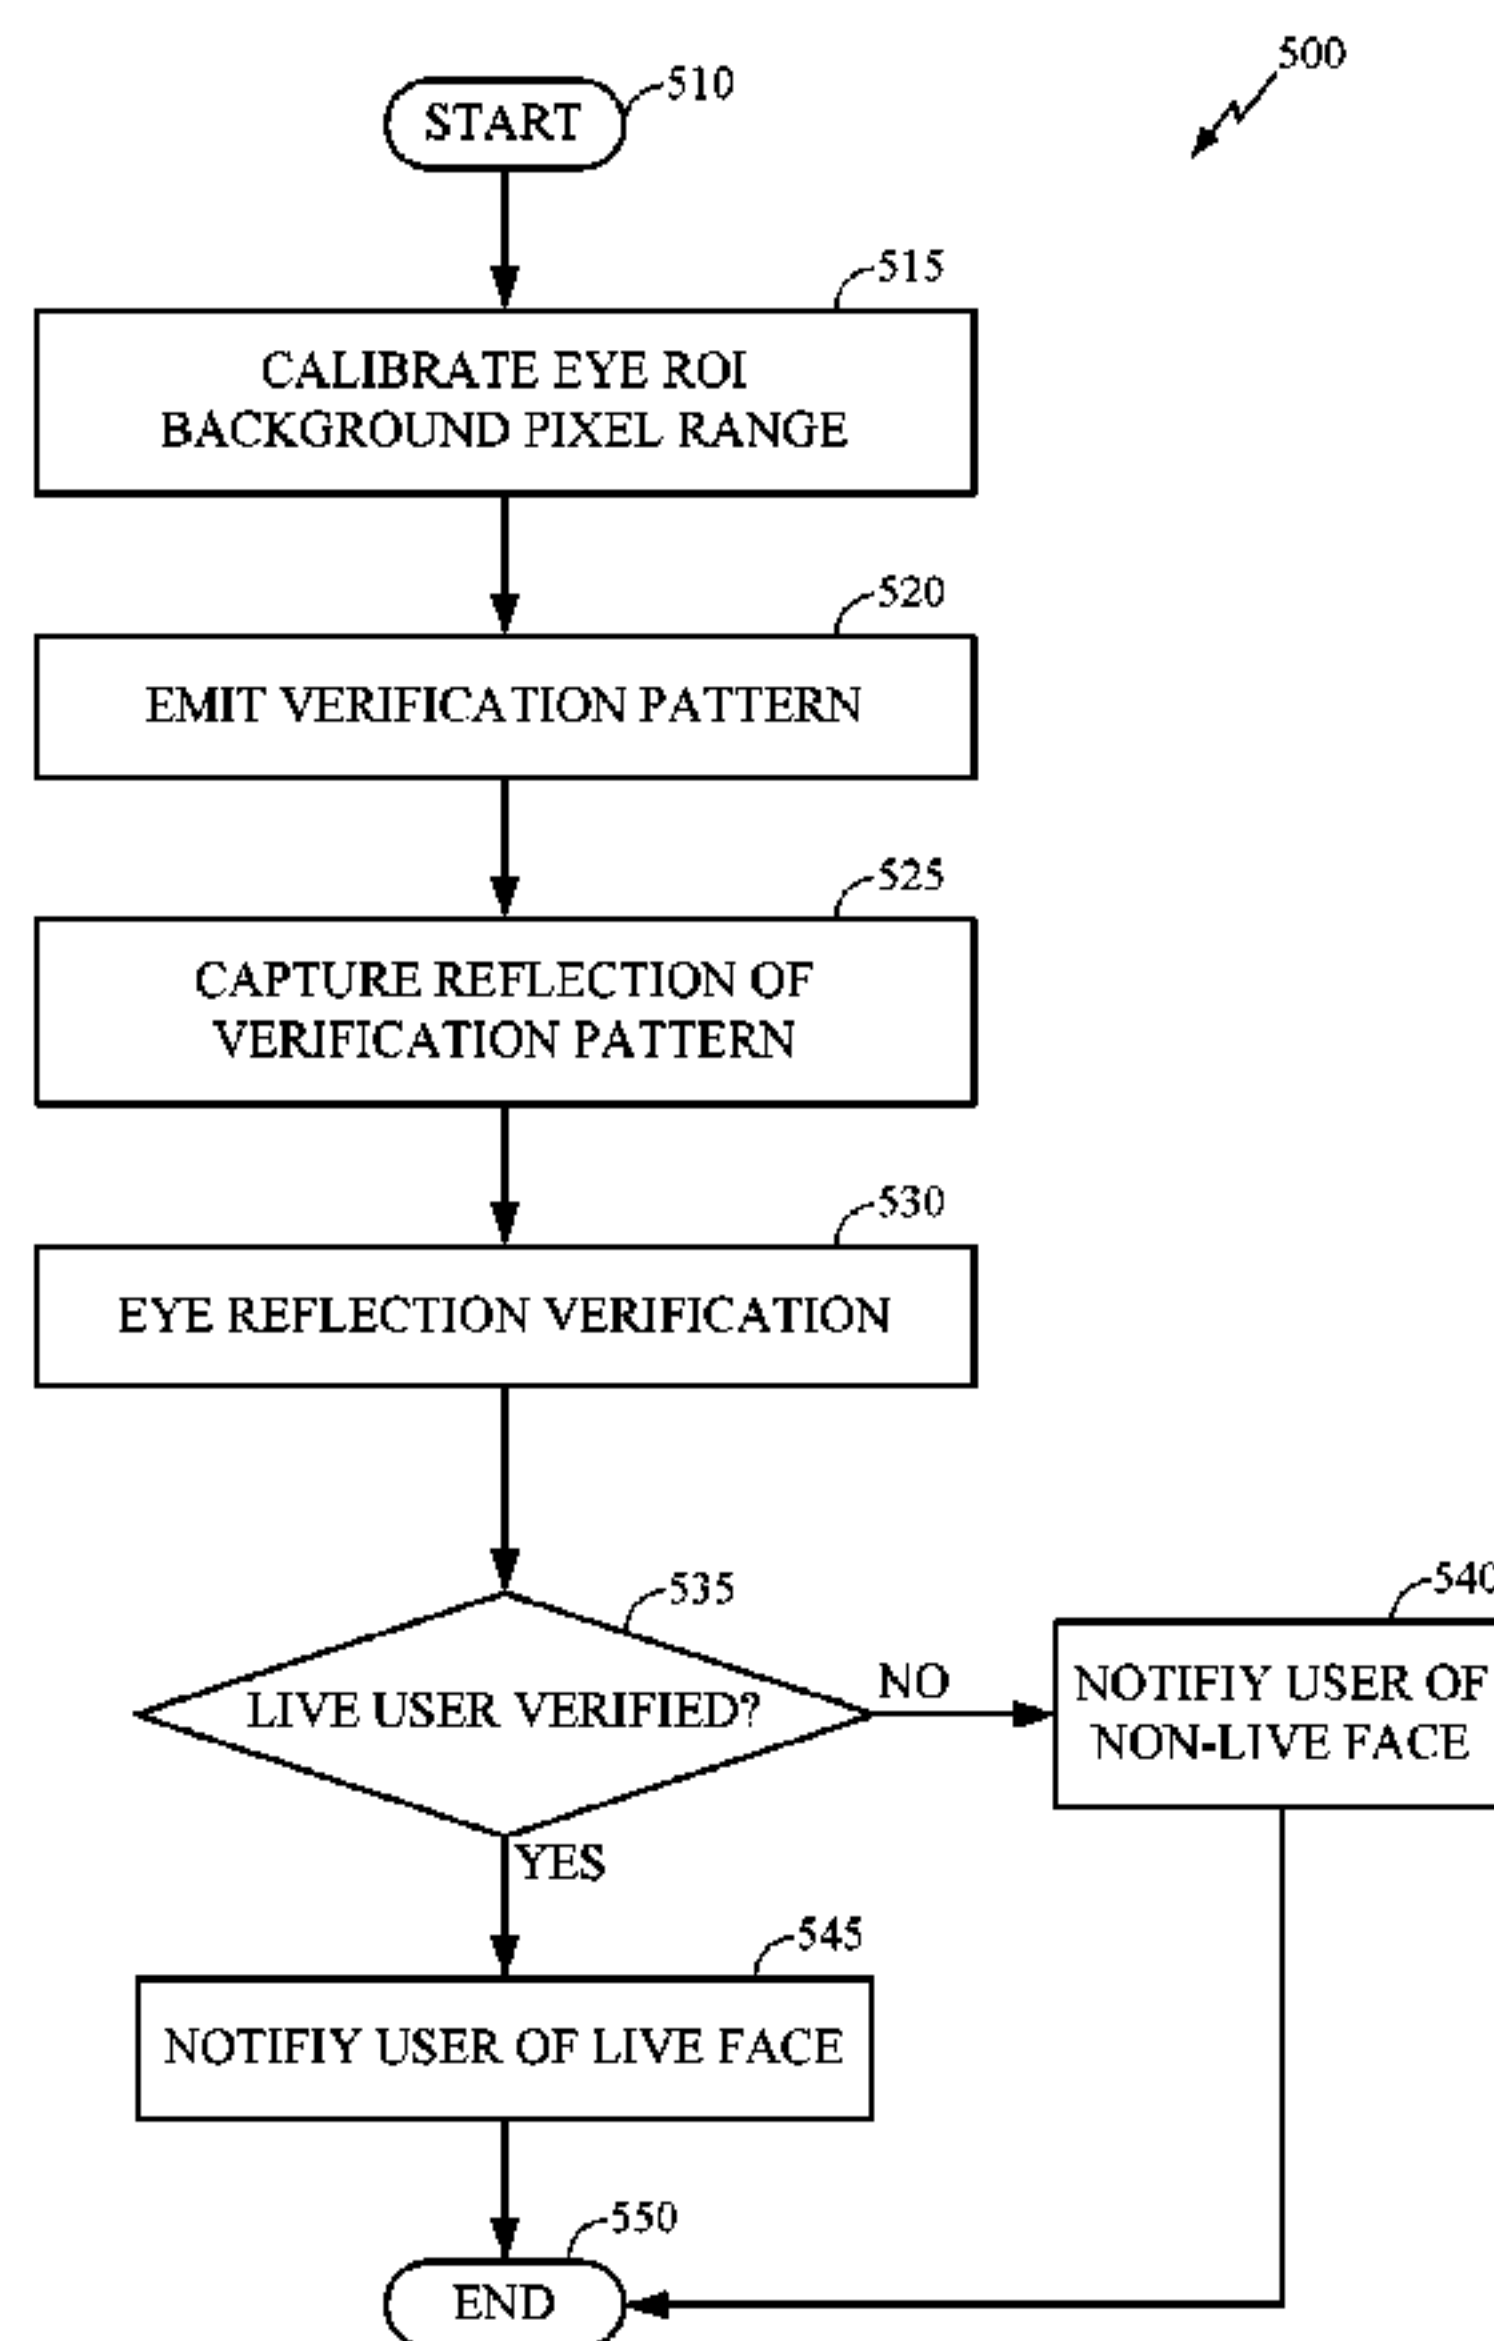 500
510
START
515
CALIBRATE EYE ROI
BACKGROUND PIXEL RANGE
520
EMIT VERIFICATION PATTERN
525
CAPTURE REFLECTION OF
VERIFICATION PATTERN
530
EYE REFLECTION VERIFICATION
535
LIVE USER VERIFIED?
NO
540
NOTIFIY USER OF
NON-LIVE FACE
YES
545
NOTIFIY USER OF LIVE FACE
550
END